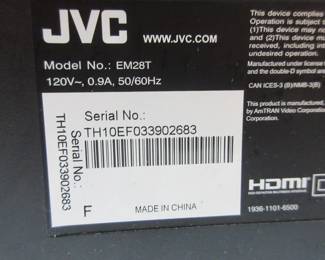 JVC
WWW.JVC.COM
Model No.: EM28T
120V~, 0.9A, 50/60Hz
Serial No.:
TH10EF033902683
Serial No.:
TH10EF033902683
F
MADE IN CHINA
This device complies
Operation is subject
(1) This device may
and (2) This device mu
received, including inte
undesired operation.
Manufactured under license
and the double-D symbol are
CAN ICES-3 (B)/NMB-3(B)
This product is manufactured,
by AmTRAN Video Corporation
Corporation.
HDMI
1936-1101-6500